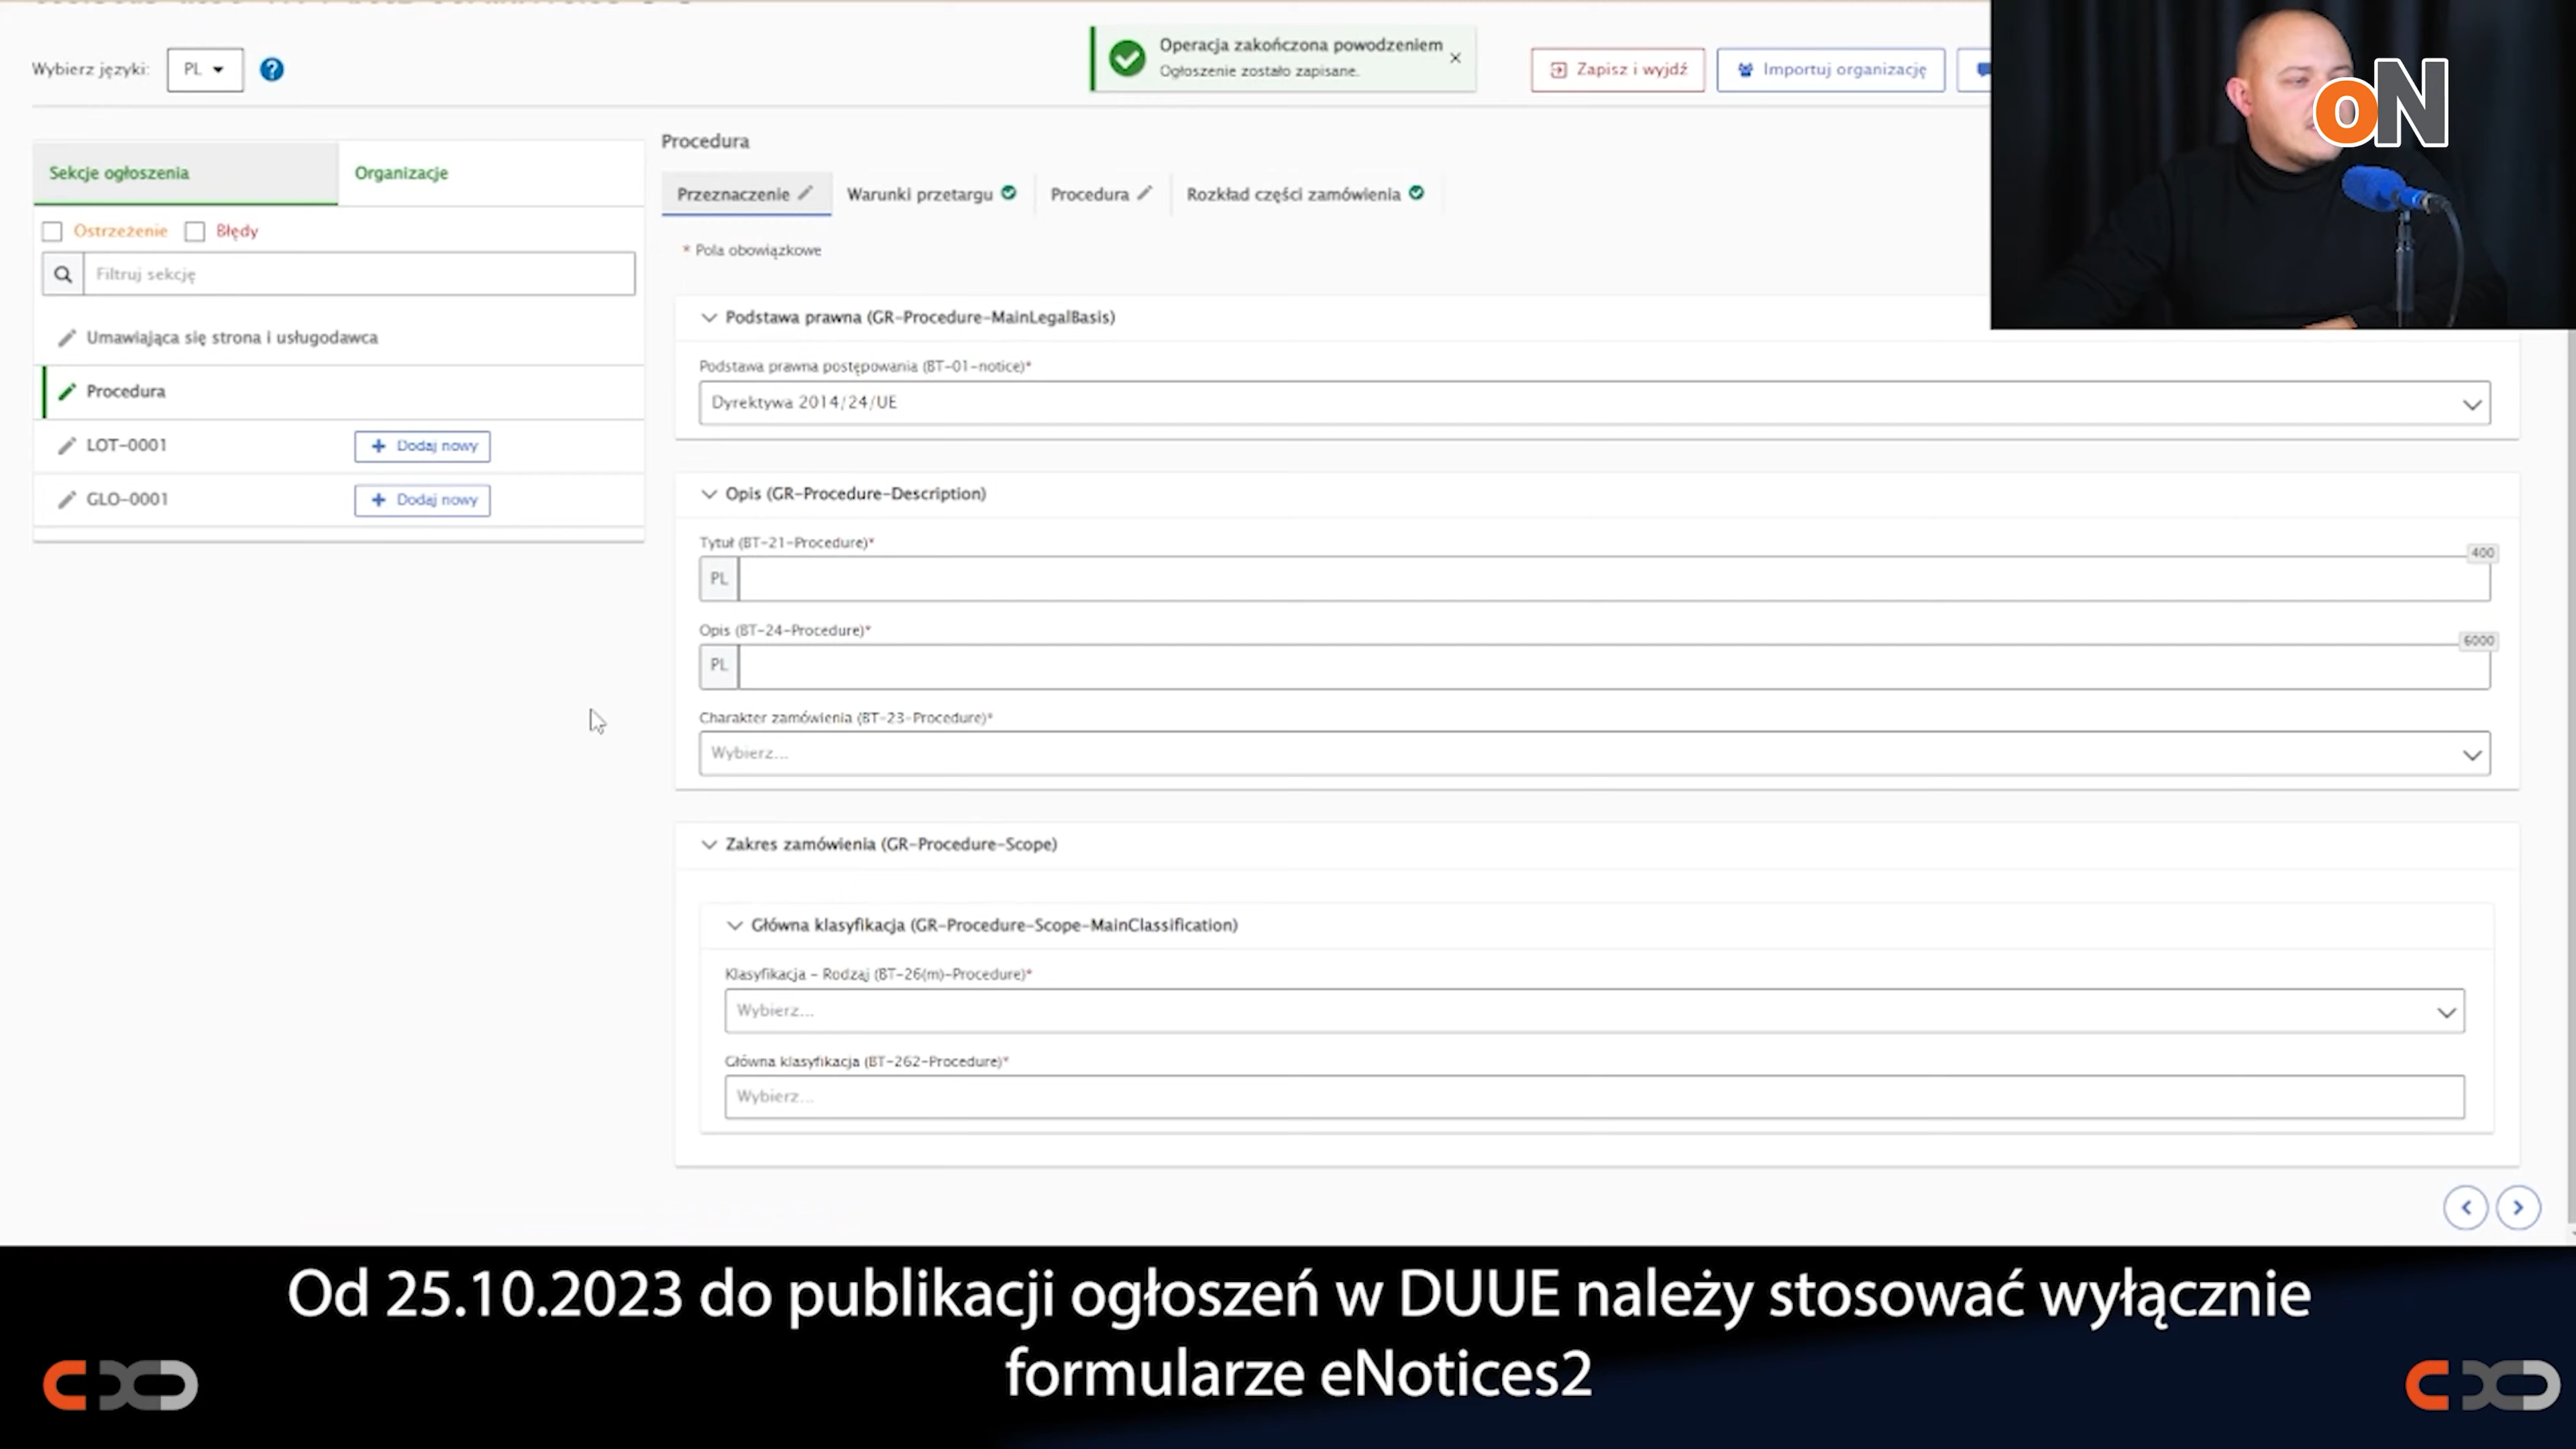 Wybierz języki: PL
Operacja zakończona powodzeniem
Ogłoszenie zostało zapisane.
Zapisz i wyjdź
Importuj organizację
oN
Sekcje ogłoszenia
Organizacje
Ostrzeżenie
Błędy
Filtruj sekcję
Umawiająca się strona i usługodawca
Procedura
LOT-0001
+ Dodaj nowy
GLO-0001
+ Dodaj nowy
Procedura
Przeznaczenie
Warunki przetargu
Procedura
Rozkład części zamówienia
* Pola obowiązkowe
Podstawa prawna (GR-Procedure-MainLegalBasis)
Podstawa prawna postępowania (BT-01-notice)*
Dyrektywa 2014/24/UE
Opis (GR-Procedure-Description)
Tytuł (BT-21-Procedure)*
400
PL
Opis (BT-24-Procedure)*
6000
PL
Charakter zamówienia (BT-23-Procedure)*
Wybierz...
Zakres zamówienia (GR-Procedure-Scope)
Główna klasyfikacja (GR-Procedure-Scope-MainClassification)
Klasyfikacja - Rodzaj (BT-26(m)-Procedure)*
Wybierz...
Główna klasyfikacja (BT-262-Procedure)*
Wybierz...
Od 25.10.2023 do publikacji ogłoszeń w DUUE należy stosować wyłącznie
formularze eNotices2